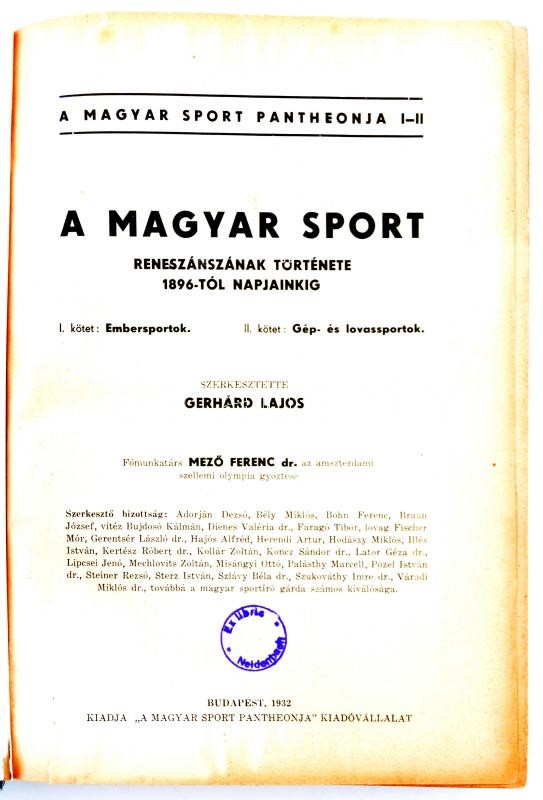 A MAGYAR SPORT PANTHEONJA I–II
A MAGYAR SPORT
RENESZÁNSZÁNAK TÖRTÉNETE
1896-TÓL NAPJAINKIG
I. kötet: Embersportok. II. kötet: Gép- és lovassportok.
SZERKESZTETTE
GERHÁRD LAJOS
Főmunkatárs MEZŐ FERENC dr. az amszterdami
szellemi olympia győztese
Szerkesztő bizottság: Adorján Dezső, Bély Miklós, Bohn Ferenc, Braun
József, vitéz Bujdosó Kálmán, Dienes Valéria dr., Faragó Tibor, lovag Fischer
Mór, Gerentsér László dr., Hajós Alfréd, Herendi Artur, Hodászy Miklós, Illés
István, Kertész Róbert dr., Kollár Zoltán, Koncz Sándor dr., Lator Géza dr.,
Lipcsei Jenő, Mechlovits Zoltán, Misángyi Ottó, Palásthy Marcell, Pözel István
dr., Steiner Rezső, Sterz István, Szlávy Béla dr., Szukováthy Imre dr., Váradi
Miklós dr., továbbá a magyar sportíró gárda számos kiválósága.
Ex libris
Neidenbach
BUDAPEST, 1932
KIADJA „A MAGYAR SPORT PANTHEONJA" KIADÓVÁLLALAT